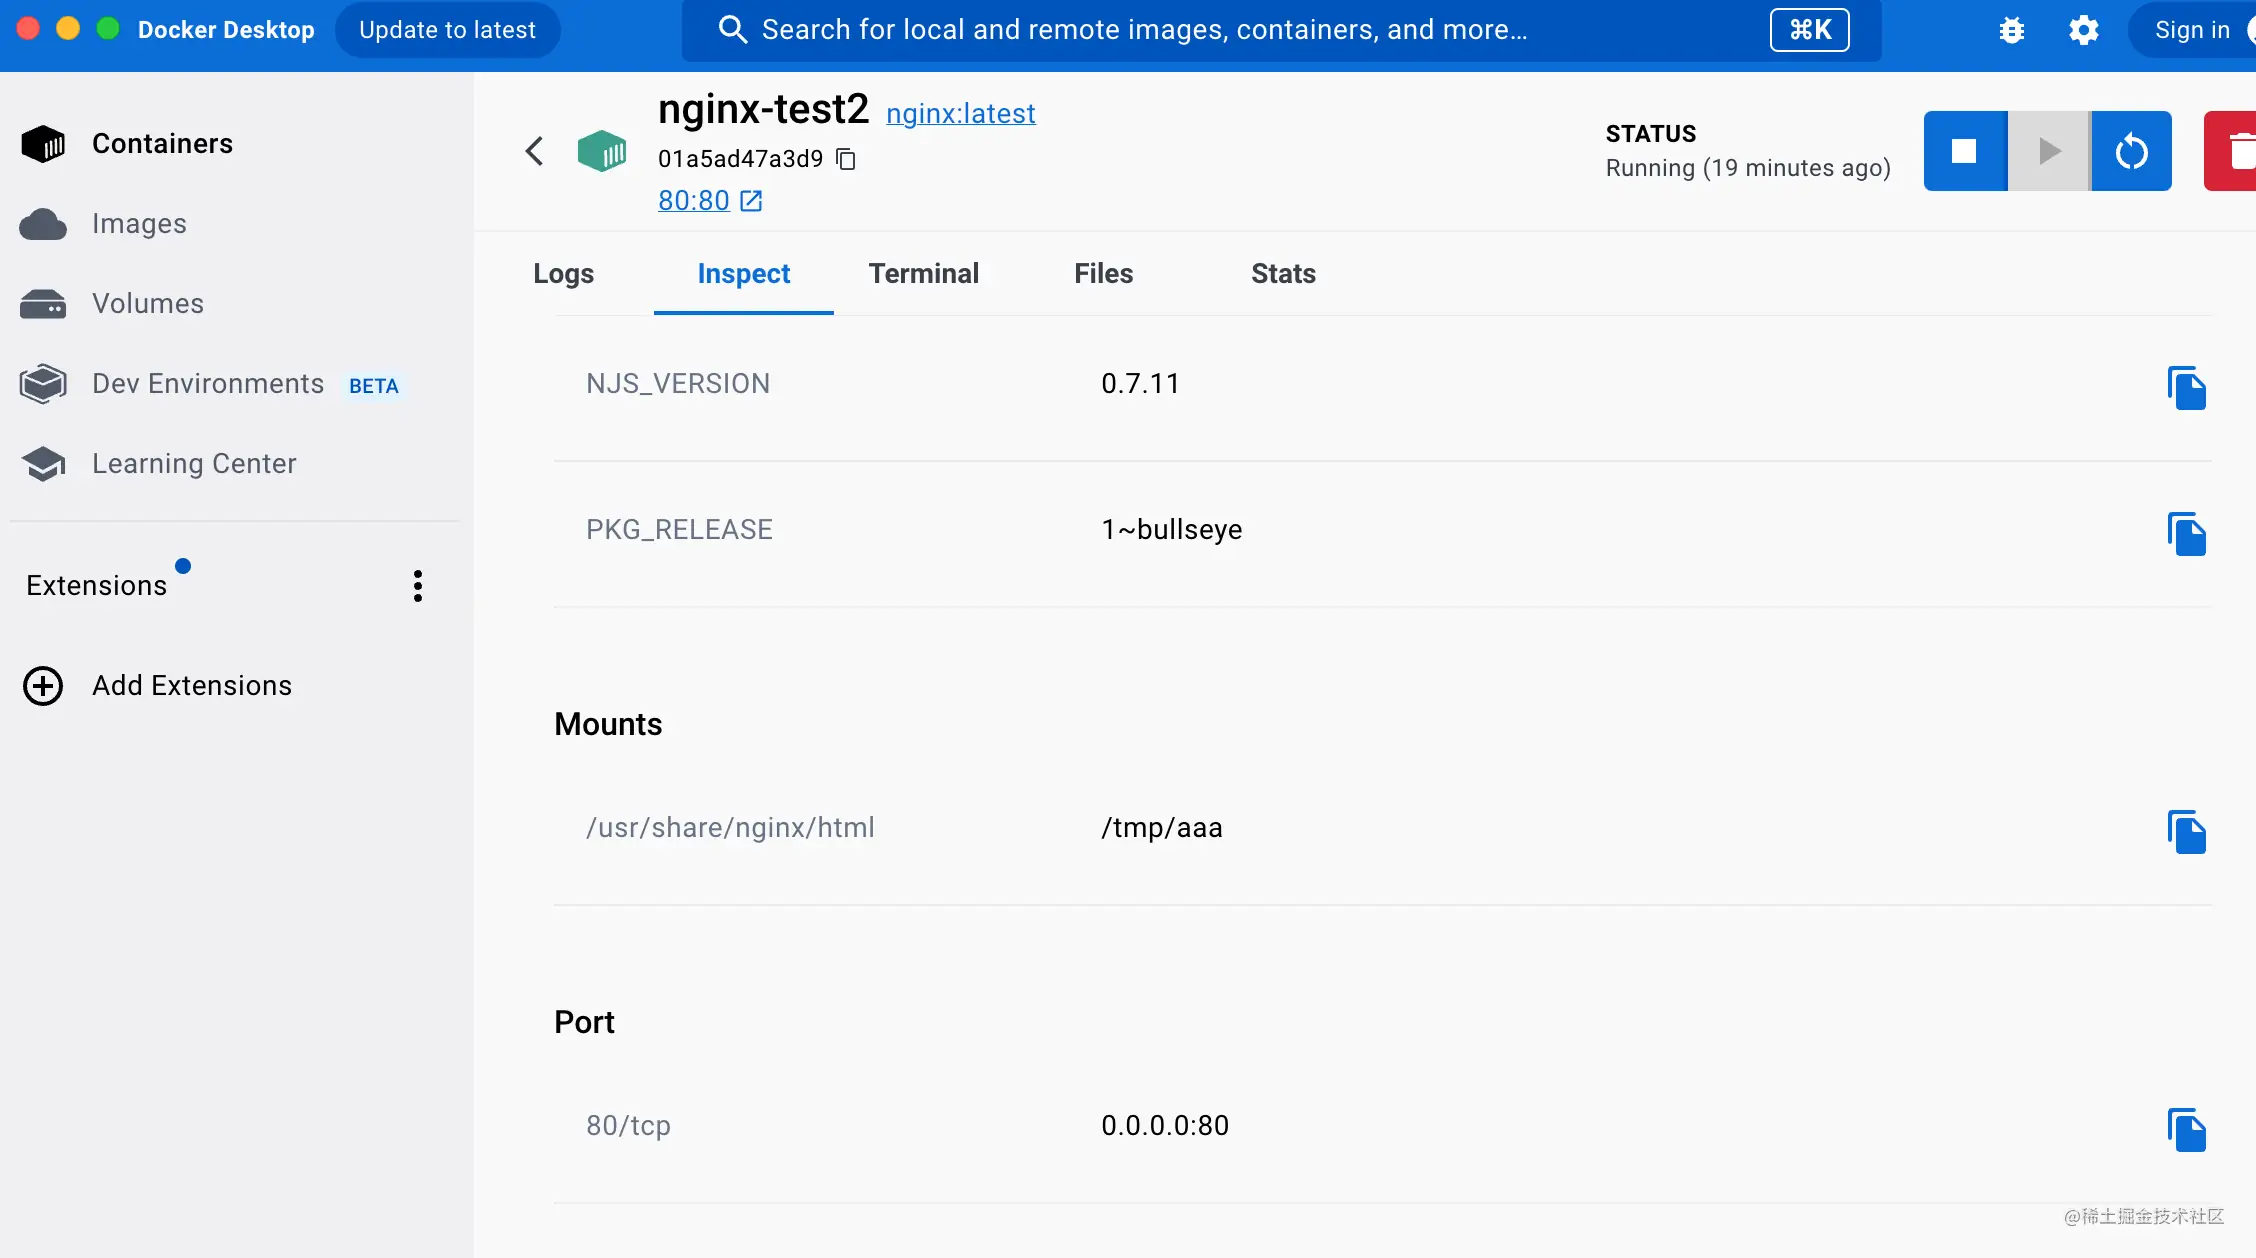 Docker Desktop Update to latest Search for local and remote images, containers, and more... ⌘K Sign in
Containers
Images
Volumes
Dev Environments BETA
Learning Center
Extensions
Add Extensions
nginx-test2 nginx:latest
01a5ad47a3d9
80:80
STATUS
Running (19 minutes ago)
Logs Inspect Terminal Files Stats
NJS_VERSION 0.7.11
PKG_RELEASE 1~bullseye
Mounts
/usr/share/nginx/html /tmp/aaa
Port
80/tcp 0.0.0.0:80
@稀土掘金技术社区